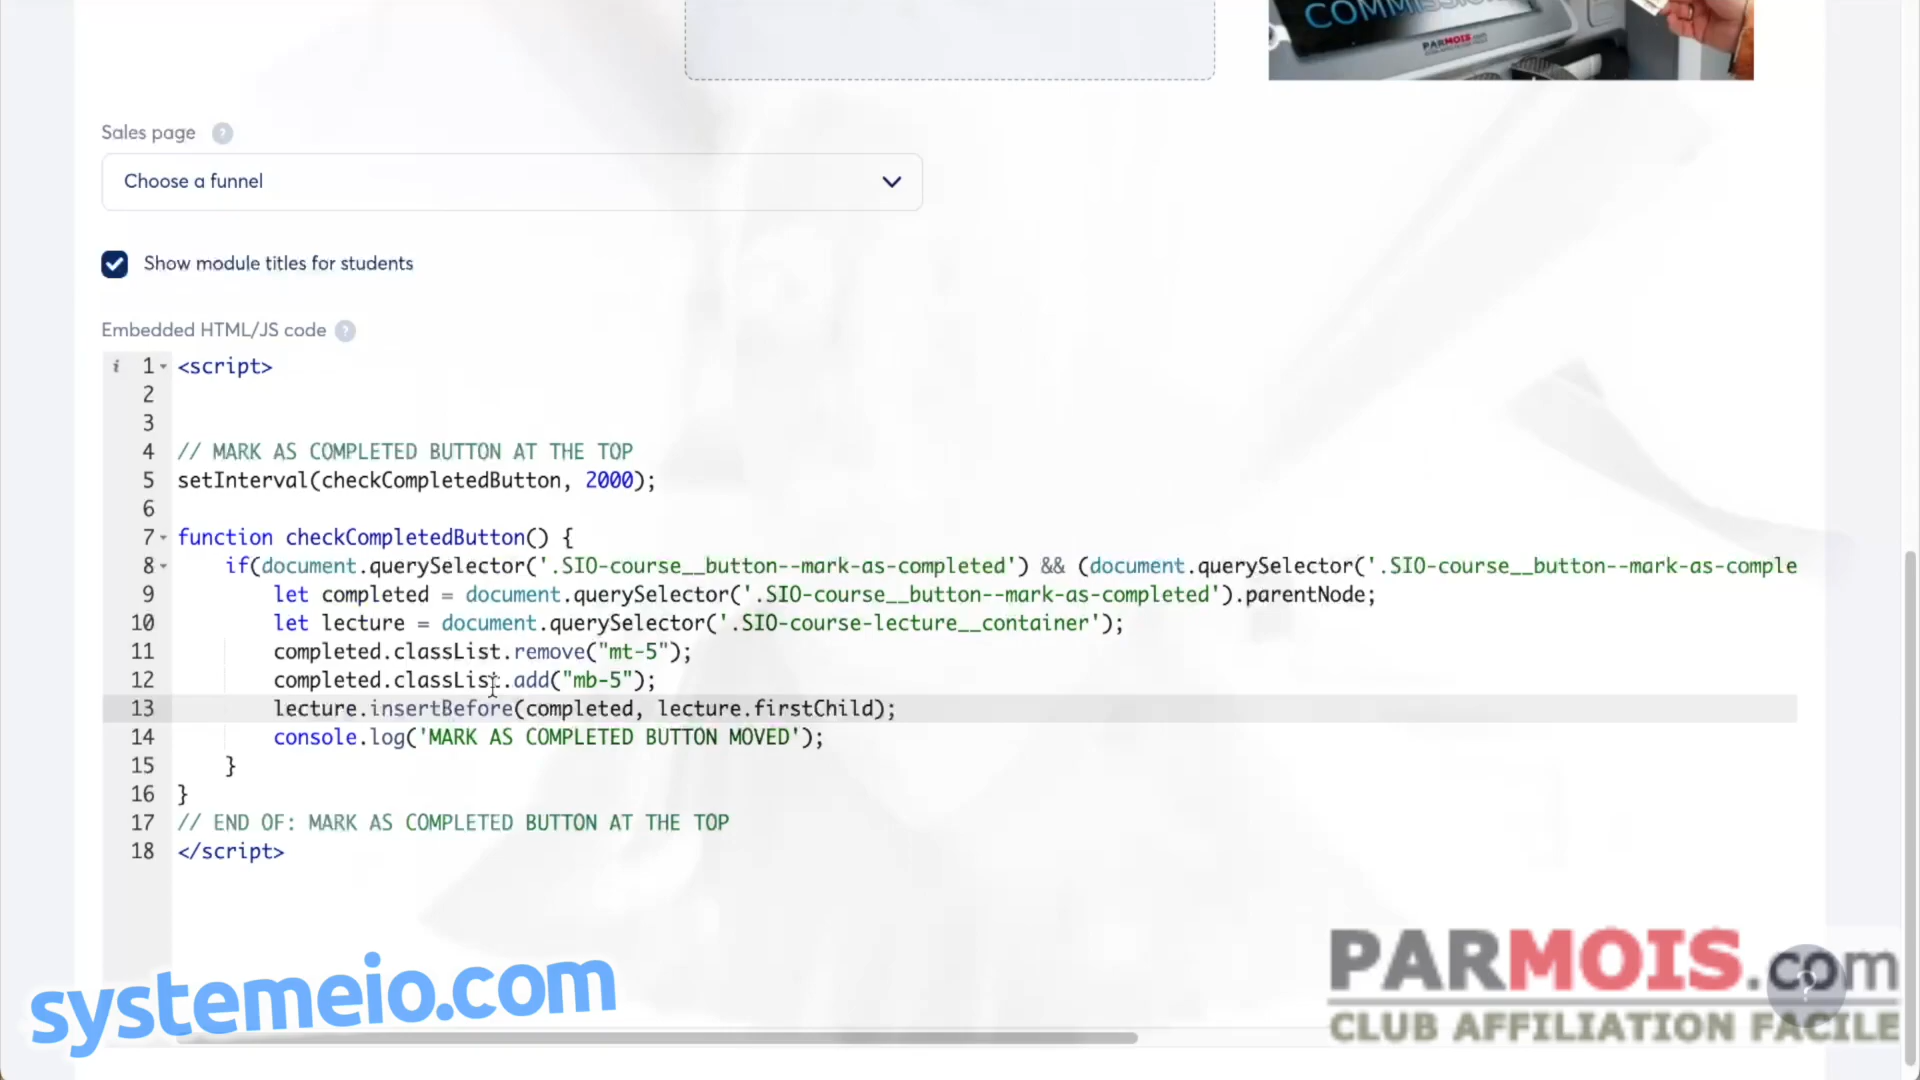 COMMISSION
PARMOIS.com
Sales page ?
Choose a funnel
Show module titles for students
Embedded HTML/JS code ?
i 1 <script>
2
3
4 // MARK AS COMPLETED BUTTON AT THE TOP
5 setInterval(checkCompletedButton, 2000);
6
7 function checkCompletedButton() {
8 if(document.querySelector('.SIO-course__button--mark-as-completed') && (document.querySelector('.SIO-course__button--mark-as-comple
9 let completed = document.querySelector('.SIO-course__button--mark-as-completed').parentNode;
10 let lecture = document.querySelector('.SIO-course-lecture__container');
11 completed.classList.remove("mt-5");
12 completed.classList.add("mb-5");
13 lecture.insertBefore(completed, lecture.firstChild);
14 console.log('MARK AS COMPLETED BUTTON MOVED');
15 }
16 }
17 // END OF: MARK AS COMPLETED BUTTON AT THE TOP
18 </script>
systemeio.com
PARMOIS.com
?
CLUB AFFILIATION FACILE